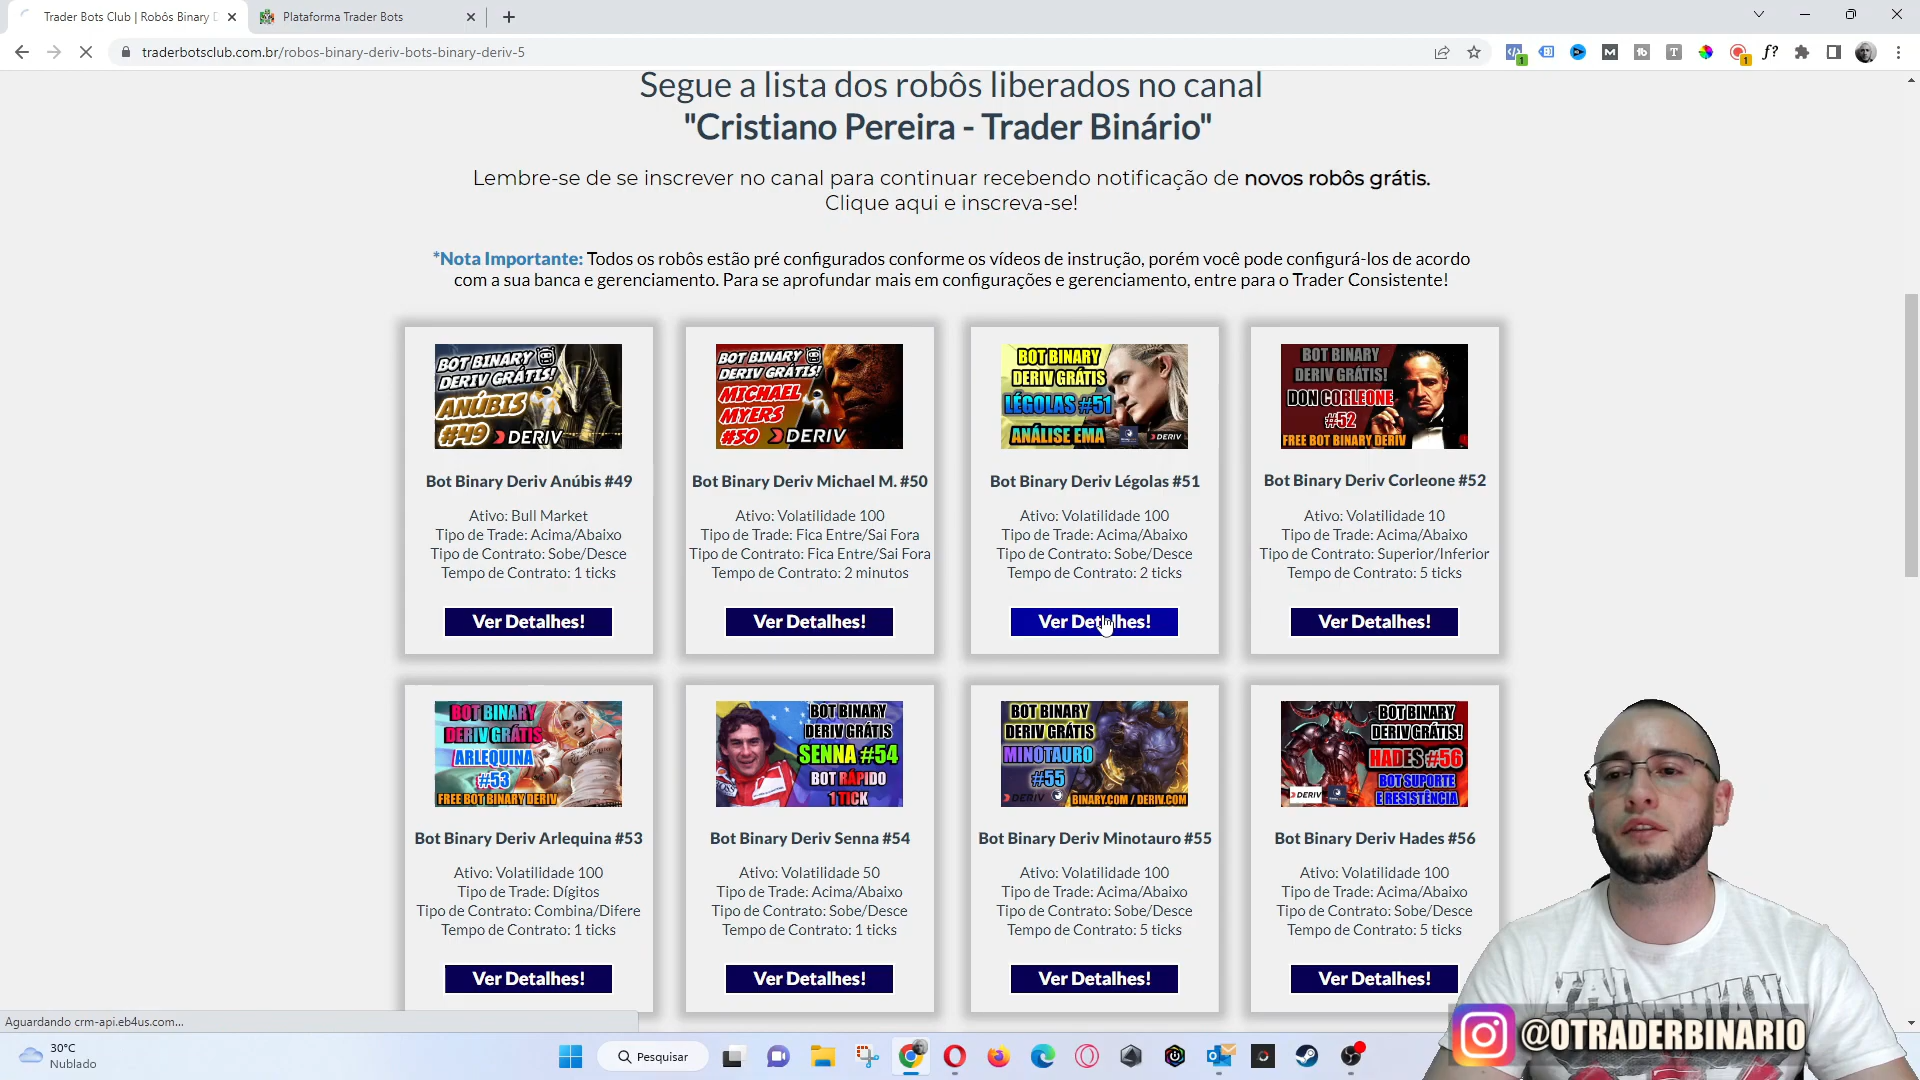 Trader Bots Club | Robôs Binary D
Plataforma Trader Bots
traderbotsclub.com.br/robos-binary-deriv-bots-binary-deriv-5
Segue a lista dos robôs liberados no canal
"Cristiano Pereira - Trader Binário"
Lembre-se de se inscrever no canal para continuar recebendo notificação de novos robôs grátis.
Clique aqui e inscreva-se!
*Nota Importante: Todos os robôs estão pré configurados conforme os vídeos de instrução, porém você pode configurá-los de acordo
com a sua banca e gerenciamento. Para se aprofundar mais em configurações e gerenciamento, entre para o Trader Consistente!
BOT BINARY
DERIV GRÁTIS!
ANÚBIS
#49 DERIV
Bot Binary Deriv Anúbis #49
Ativo: Bull Market
Tipo de Trade: Acima/Abaixo
Tipo de Contrato: Sobe/Desce
Tempo de Contrato: 1 ticks
Ver Detalhes!
BOT BINARY
DERIV GRÁTIS!
MICHAEL
MYERS
#50 DERIV
Bot Binary Deriv Michael M. #50
Ativo: Volatilidade 100
Tipo de Trade: Fica Entre/Sai Fora
Tipo de Contrato: Fica Entre/Sai Fora
Tempo de Contrato: 2 minutos
Ver Detalhes!
BOT BINARY
DERIV GRÁTIS
LÉGOLAS #51
ANÁLISE EMA
DERIV
Bot Binary Deriv Légolas #51
Ativo: Volatilidade 100
Tipo de Trade: Acima/Abaixo
Tipo de Contrato: Sobe/Desce
Tempo de Contrato: 2 ticks
Ver Detalhes!
BOT BINARY
DERIV GRÁTIS!
DON CORLEONE
#52
FREE BOT BINARY DERIV
Bot Binary Deriv Corleone #52
Ativo: Volatilidade 10
Tipo de Trade: Acima/Abaixo
Tipo de Contrato: Superior/Inferior
Tempo de Contrato: 5 ticks
Ver Detalhes!
BOT BINARY
DERIV GRÁTIS
ARLEQUINA
#53
FREE BOT BINARY DERIV
Bot Binary Deriv Arlequina #53
Ativo: Volatilidade 100
Tipo de Trade: Dígitos
Tipo de Contrato: Combina/Difere
Tempo de Contrato: 1 ticks
Ver Detalhes!
BOT BINARY
DERIV GRÁTIS
SENNA #54
BOT RÁPIDO
1 TICK
Bot Binary Deriv Senna #54
Ativo: Volatilidade 50
Tipo de Trade: Acima/Abaixo
Tipo de Contrato: Sobe/Desce
Tempo de Contrato: 1 ticks
Ver Detalhes!
BOT BINARY
DERIV GRÁTIS
MINOTAURO
#55
DERIV BINARY.COM / DERIV.COM
Bot Binary Deriv Minotauro #55
Ativo: Volatilidade 100
Tipo de Trade: Acima/Abaixo
Tipo de Contrato: Sobe/Desce
Tempo de Contrato: 5 ticks
Ver Detalhes!
BOT BINARY
DERIV GRÁTIS!
HADES #56
BOT SUPORTE
E RESISTÊNCIA
DERIV
Bot Binary Deriv Hades #56
Ativo: Volatilidade 100
Tipo de Trade: Acima/Abaixo
Tipo de Contrato: Sobe/Desce
Tempo de Contrato: 5 ticks
Ver Detalhes!
Aguardando crm-api.eb4us.com...
@OTRADERBINARIO
30°C
Nublado
Pesquisar